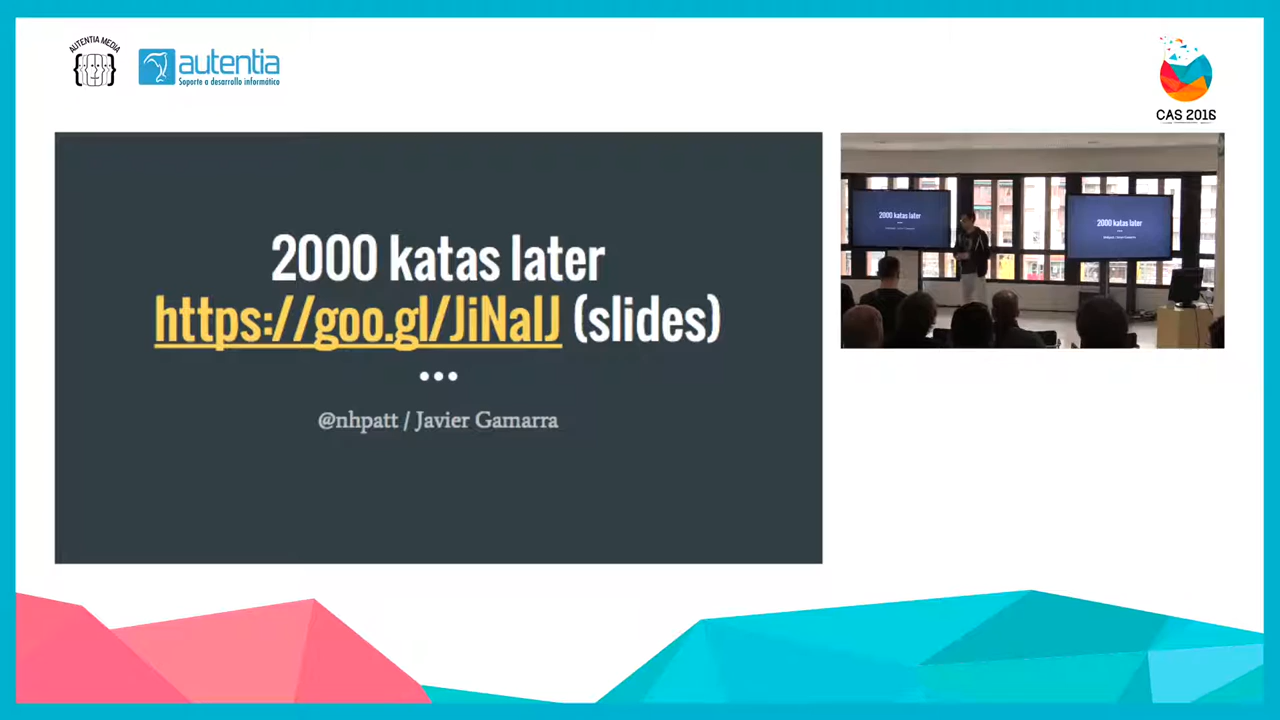 AUTENTIA MEDIA
autentia
Soporte a desarrollo informático
CAS 2016
2000 katas later
https://goo.gl/JiNalJ (slides)
@nhpatt / Javier Gamarra
2000 katas later
2000 katas later